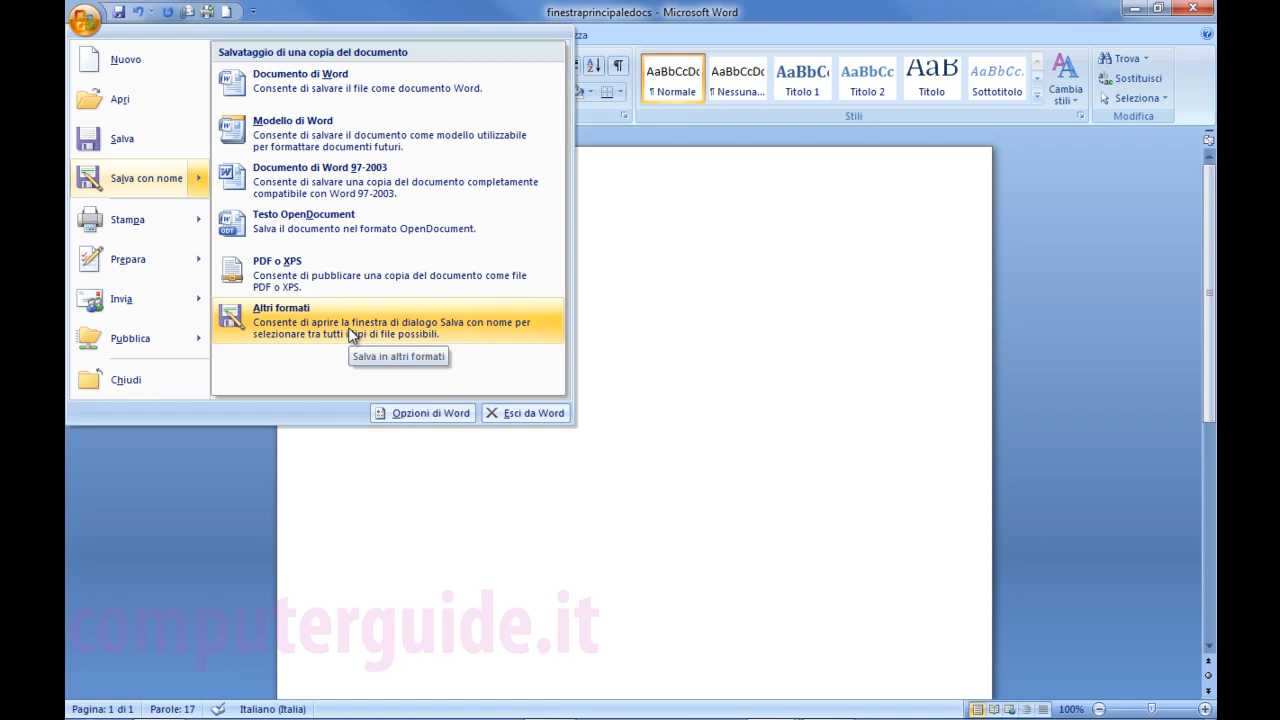 finestraprincipaledocs - Microsoft Word
zza
Nuovo
Apri
Salva
Salva con nome
Stampa
Prepara
Invia
Pubblica
Chiudi
Salvataggio di una copia del documento
Documento di Word
Consente di salvare il file come documento Word.
Modello di Word
Consente di salvare il documento come modello utilizzabile
per formattare documenti futuri.
Documento di Word 97-2003
Consente di salvare una copia del documento completamente
compatibile con Word 97-2003.
Testo OpenDocument
Salva il documento nel formato OpenDocument.
PDF o XPS
Consente di pubblicare una copia del documento come file
PDF o XPS.
Altri formati
Consente di aprire la finestra di dialogo Salva con nome per
selezionare tra tutti i tipi di file possibili.
Salva in altri formati
Opzioni di Word
Esci da Word
AaBbCcDc
¶ Normale
AaBbCcDc
¶ Nessuna...
AaBbC
Titolo 1
AaBbCc
Titolo 2
AaB
Titolo
AaBbCc.
Sottotitolo
Cambia
stili
Stili
Trova
Sostituisci
Seleziona
Modifica
computerguide.it
Pagina: 1 di 1
Parole: 17
Italiano (Italia)
100%